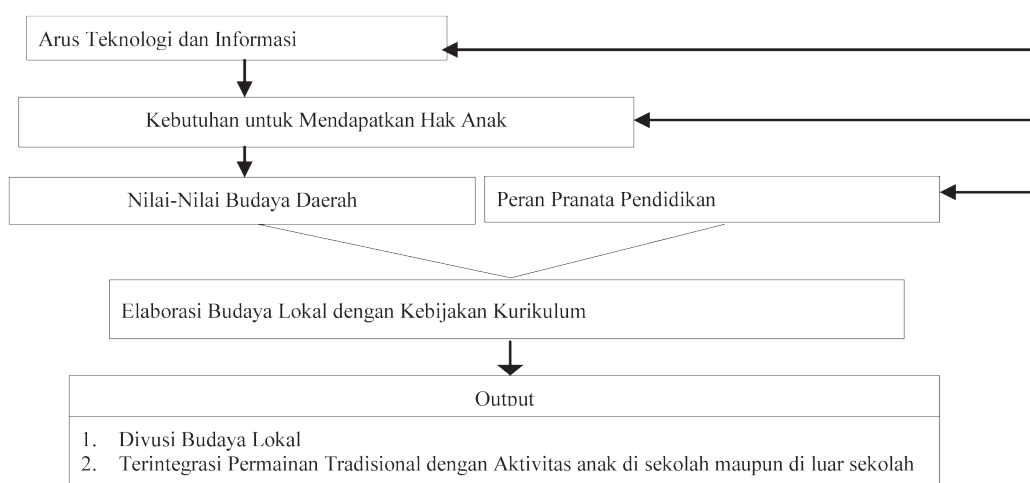 Arus Teknologi dan Informasi
Kebutuhan untuk Mendapatkan Hak Anak
Nilai-Nilai Budaya Daerah
Peran Pranata Pendidikan
Elaborasi Budaya Lokal dengan Kebijakan Kurikulum
Output
1. Divusi Budaya Lokal
2. Terintegrasi Permainan Tradisional dengan Aktivitas anak di sekolah maupun di luar sekolah